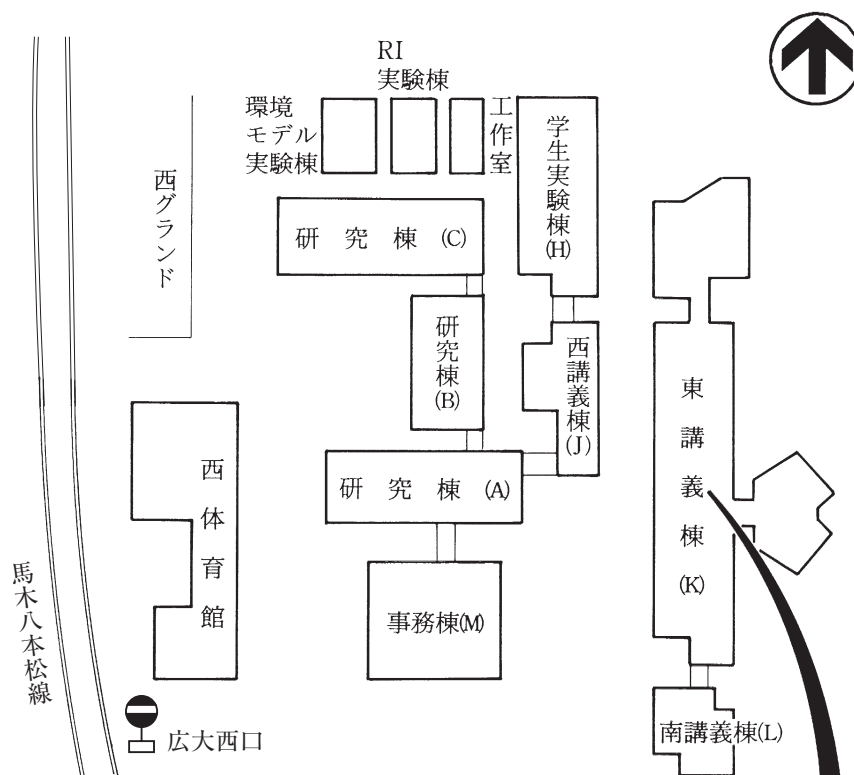 RI
実験棟
環境
モデル
実験棟
工作室
学生実験棟(H)
西グランド
研究棟(C)
研究棟(B)
西講義棟(J)
東講義棟(K)
研究棟(A)
西体育館
事務棟(M)
馬木八本松線
広大西口
南講義棟(L)